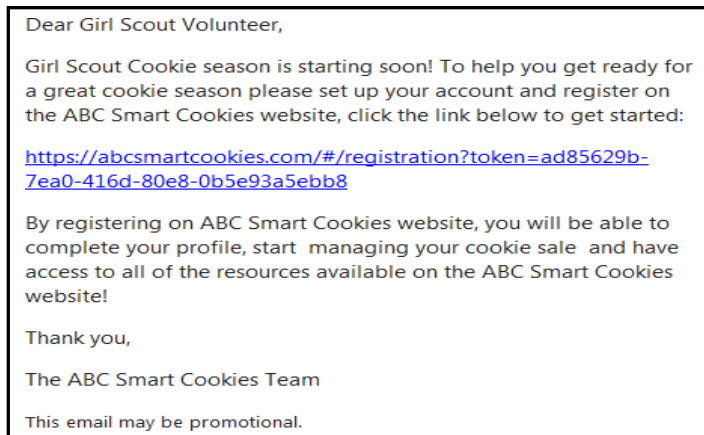 Dear Girl Scout Volunteer,
Girl Scout Cookie season is starting soon! To help you get ready for
a great cookie season please set up your account and register on
the ABC Smart Cookies website, click the link below to get started:
https://abcsmartcookies.com/#/registration?token=ad85629b-
7ea0-416d-80e8-0b5e93a5ebb8
By registering on ABC Smart Cookies website, you will be able to
complete your profile, start  managing your cookie sale  and have
access to all of the resources available on the ABC Smart Cookies
website!
Thank you,
The ABC Smart Cookies Team
This email may be promotional.